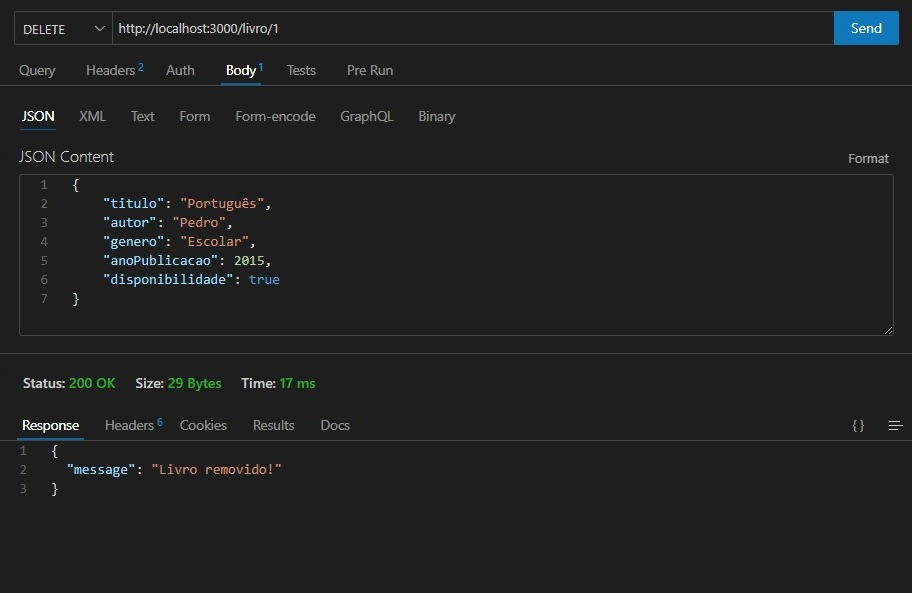 DELETE http://localhost:3000/livro/1 Send
Query Headers 2 Auth Body 1 Tests Pre Run
JSON XML Text Form Form-encode GraphQL Binary
JSON Content Format
1 {
2 "titulo": "Português",
3 "autor": "Pedro",
4 "genero": "Escolar",
5 "anoPublicacao": 2015,
6 "disponibilidade": true
7 }
Status: 200 OK Size: 29 Bytes Time: 17 ms
Response Headers 6 Cookies Results Docs {}
1 {
2 "message": "Livro removido!"
3 }